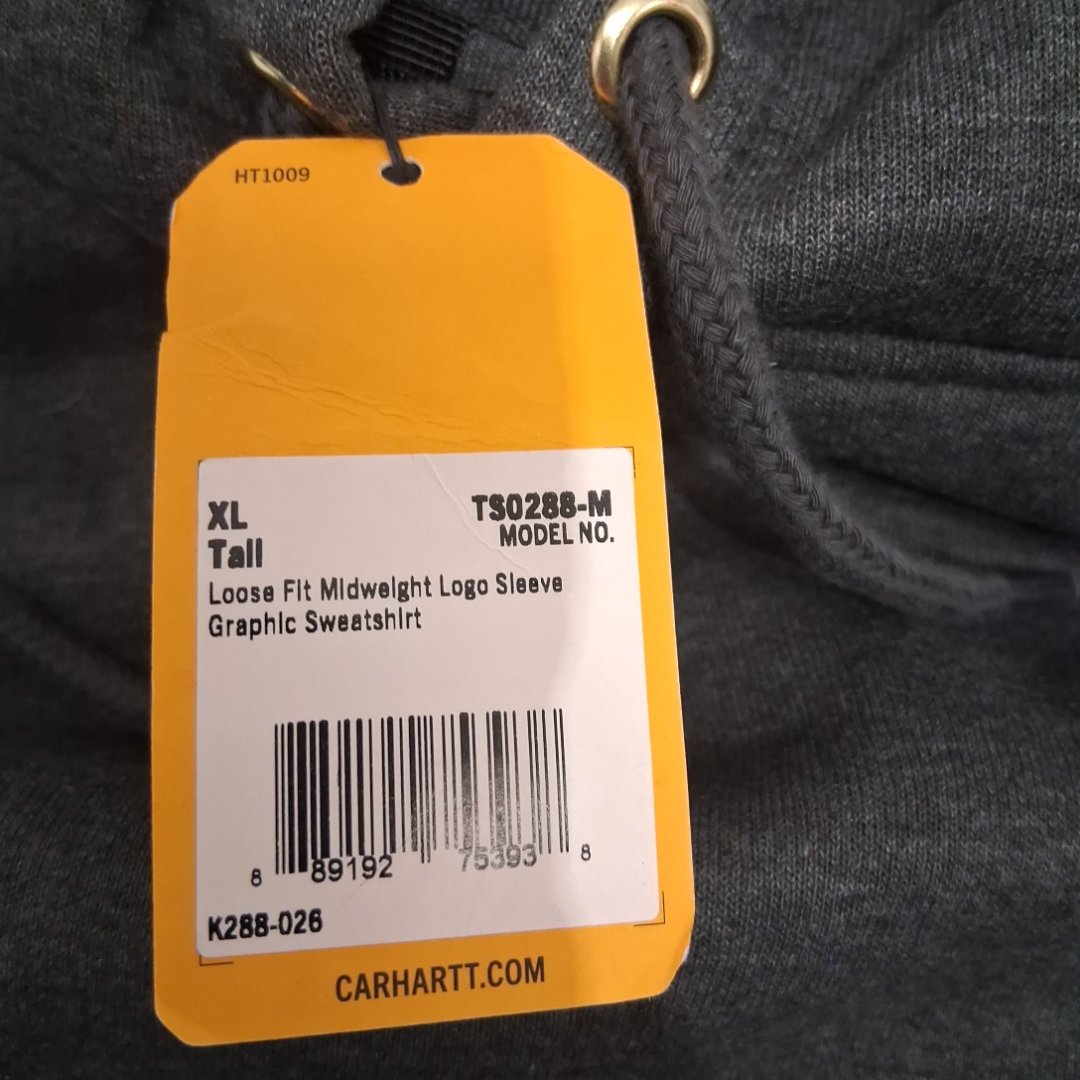 HT1009
XL
TS0288-M
Tall
MODEL NO.
Loose Fit Midweight Logo Sleeve
Graphic Sweatshirt
8 89192 75393 8
K288-026
CARHARTT.COM